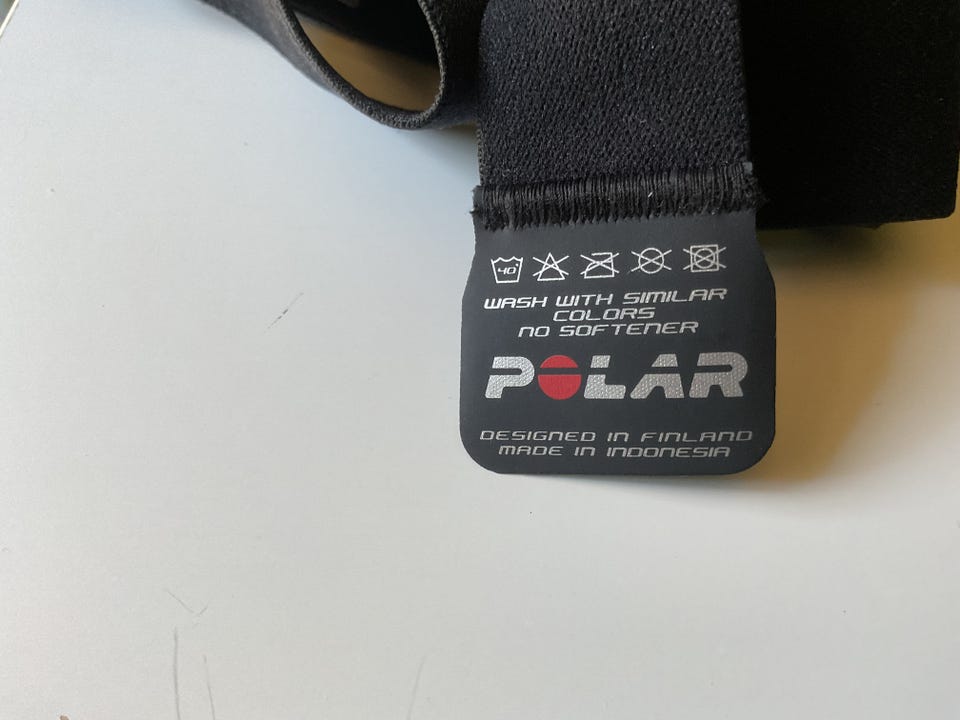 40°
WASH WITH SIMILAR
COLORS
NO SOFTENER
POLAR
DESIGNED IN FINLAND
MADE IN INDONESIA